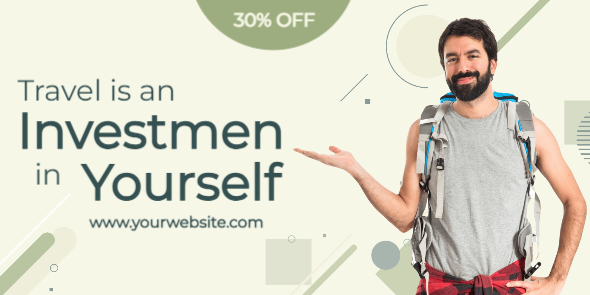 30% OFF
Travel is an
Investmen
in Yourself
www.yourwebsite.com